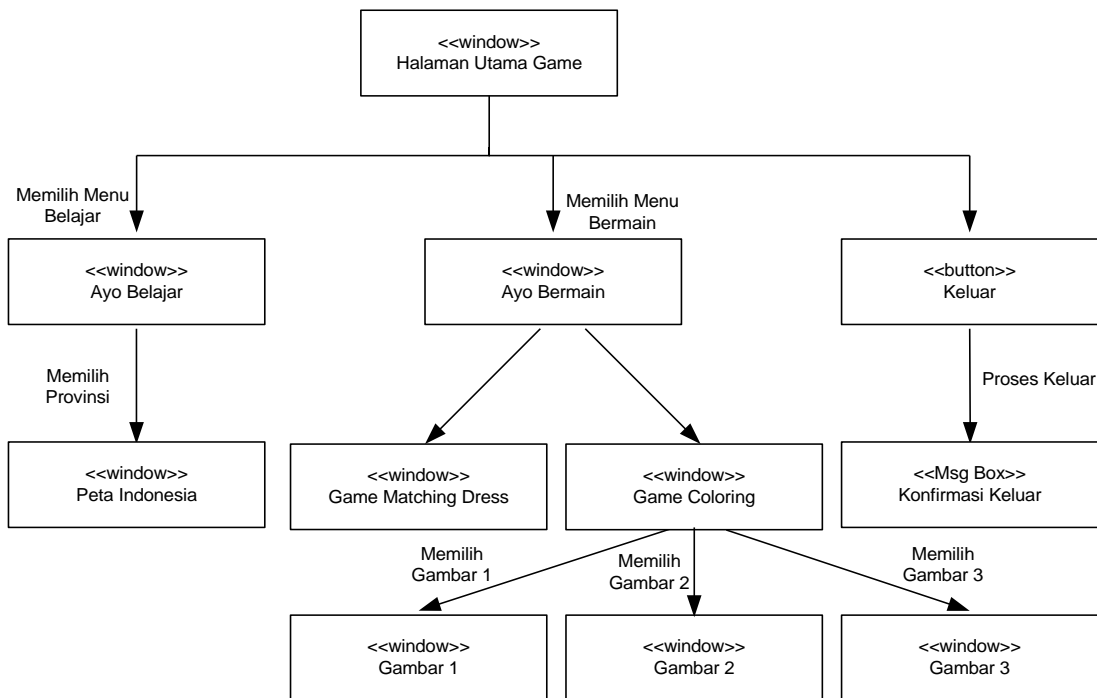 <<window>>
Halaman Utama Game
Memilih Menu
Belajar
Memilih Menu
Bermain
<<window>>
Ayo Belajar
<<window>>
Ayo Bermain
<<button>>
Keluar
Memilih
Provinsi
Proses Keluar
<<window>>
Peta Indonesia
<<window>>
Game Matching Dress
<<window>>
Game Coloring
<<Msg Box>>
Konfirmasi Keluar
Memilih
Gambar 1
Memilih
Gambar 2
Memilih
Gambar 3
<<window>>
Gambar 1
<<window>>
Gambar 2
<<window>>
Gambar 3